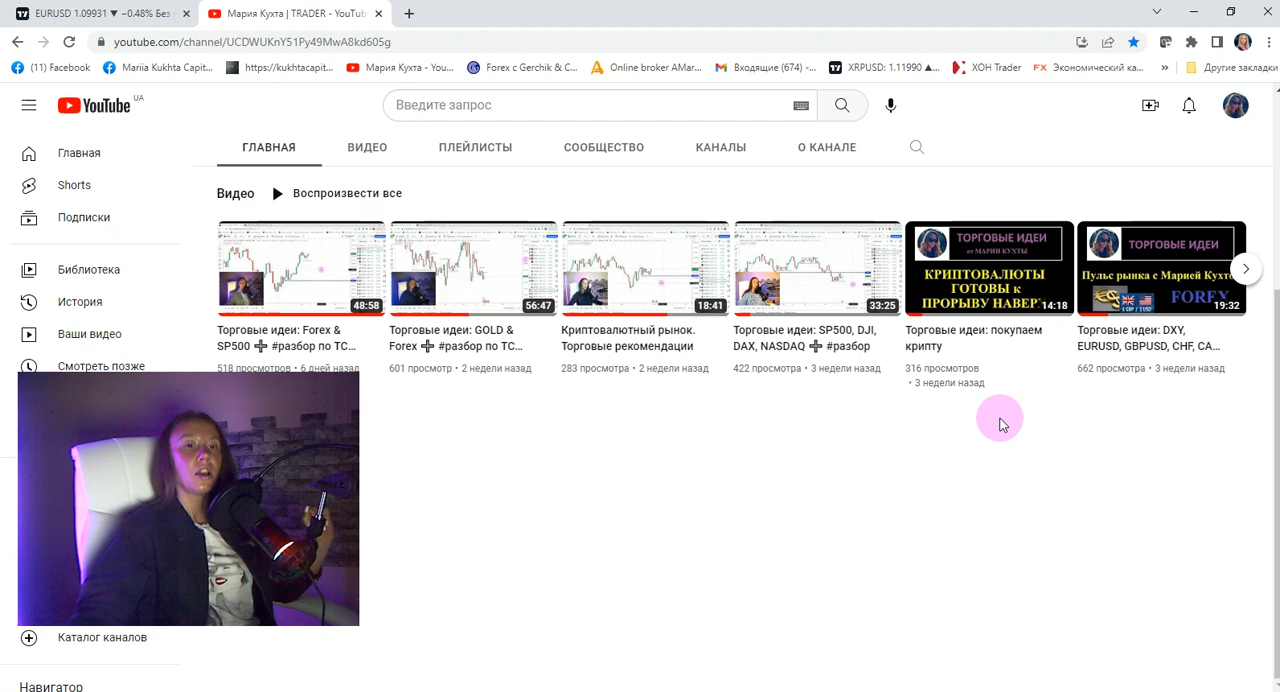 EURUSD 1.09931 ▼ −0.48% Без
Мария Кухта | TRADER - YouTub
youtube.com/channel/UCDWUKnY51Py49MwA8kd605g
(11) Facebook
Mariia Kukhta Capit...
https://kukhtacapit...
Мария Кухта - You...
Forex c Gerchik & C...
Online broker AMar...
Входящие (674) -...
XRPUSD: 1.11990 ▲...
XOH Trader
FX Экономический ка...
»
Другие закладки
YouTube UA
Введите запрос
Главная
Shorts
Подписки
Библиотека
История
Ваши видео
Смотреть позже
ГЛАВНАЯ
ВИДЕО
ПЛЕЙЛИСТЫ
СООБЩЕСТВО
КАНАЛЫ
О КАНАЛЕ
Видео
Воспроизвести все
48:58
Торговые идеи: Forex &
SP500 ➕ #разбор по ТС...
518 просмотров • 6 дней назад
56:47
Торговые идеи: GOLD &
Forex ➕ #разбор по ТС...
601 просмотр • 2 недели назад
18:41
Криптовалютный рынок.
Торговые рекомендации
283 просмотра • 2 недели назад
33:25
Торговые идеи: SP500, DJI,
DAX, NASDAQ ➕ #разбор
422 просмотра • 3 недели назад
ТОРГОВЫЕ ИДЕИ
от МАРИИ КУХТЫ
КРИПТОВАЛЮТЫ
ГОТОВЫ к
ПРОРЫВУ НАВЕР
14:18
Торговые идеи: покупаем
крипту
316 просмотров
• 3 недели назад
ТОРГОВЫЕ ИДЕИ
Пульс рынка с Марией Кухто
FOREX
19:32
Торговые идеи: DXY,
EURUSD, GBPUSD, CHF, CA...
662 просмотра • 3 недели назад
Каталог каналов
Навигатор